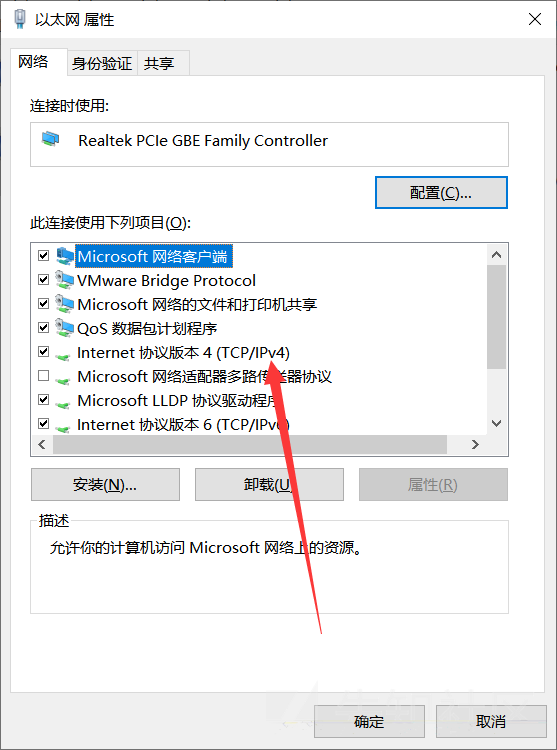 以太网 属性
网络
身份验证
共享
连接时使用:
Realtek PCIe GBE Family Controller
配置(C)...
此连接使用下列项目(O):
Microsoft 网络客户端
VMware Bridge Protocol
Microsoft 网络的文件和打印机共享
QoS 数据包计划程序
Internet 协议版本 4 (TCP/IPv4)
Microsoft 网络适配器多路传送器协议
Microsoft LLDP 协议驱动程序
Internet 协议版本 6 (TCP/IPv6)
安装(N)...
卸载(U)
属性(R)
描述
允许你的计算机访问 Microsoft 网络上的资源。
确定
取消